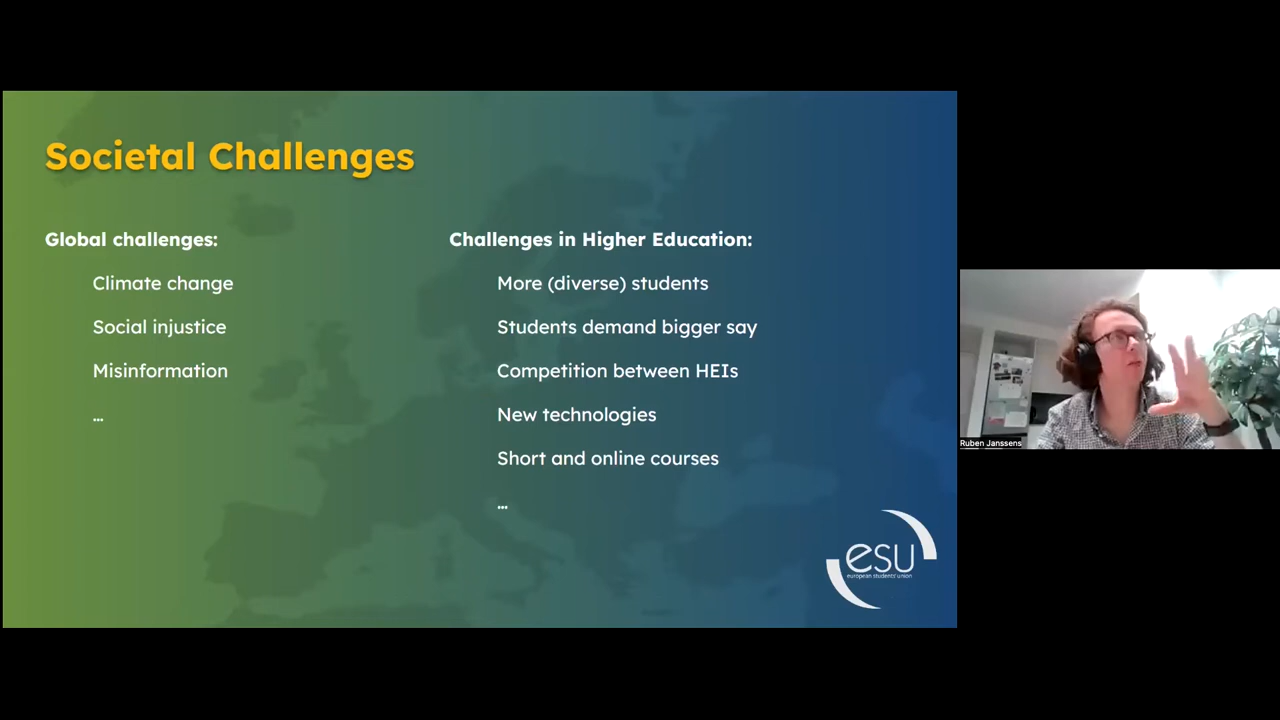 Societal Challenges
Global challenges:
Climate change
Social injustice
Misinformation
...
Challenges in Higher Education:
More (diverse) students
Students demand bigger say
Competition between HEIs
New technologies
Short and online courses
...
esu
european students' union
Ruben Janssens